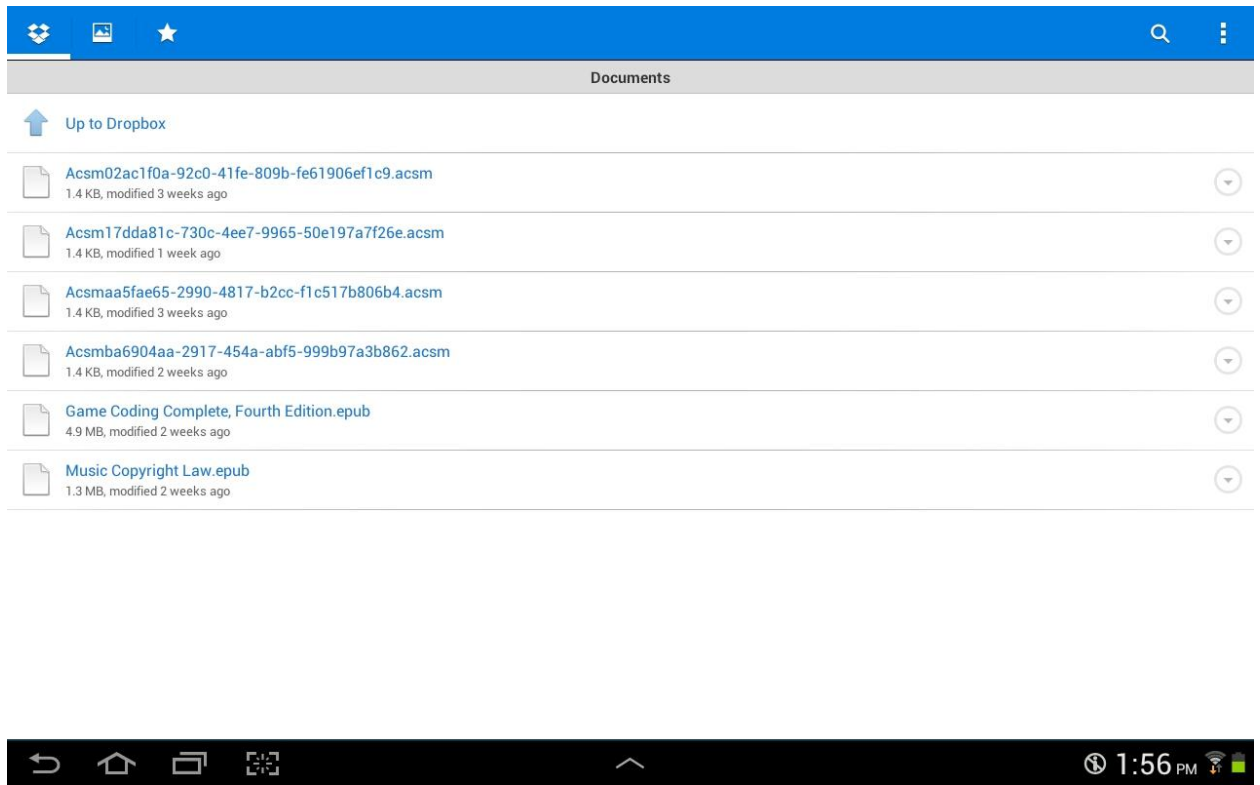 Documents
Up to Dropbox
Acsm02ac1f0a-92c0-41fe-809b-fe61906ef1c9.acsm
1.4 KB, modified 3 weeks ago
Acsm17dda81c-730c-4ee7-9965-50e197a7f26e.acsm
1.4 KB, modified 1 week ago
Acsmaa5fae65-2990-4817-b2cc-f1c517b806b4.acsm
1.4 KB, modified 3 weeks ago
Acsmba6904aa-2917-454a-abf5-999b97a3b862.acsm
1.4 KB, modified 2 weeks ago
Game Coding Complete, Fourth Edition.epub
4.9 MB, modified 2 weeks ago
Music Copyright Law.epub
1.3 MB, modified 2 weeks ago
1:56 PM